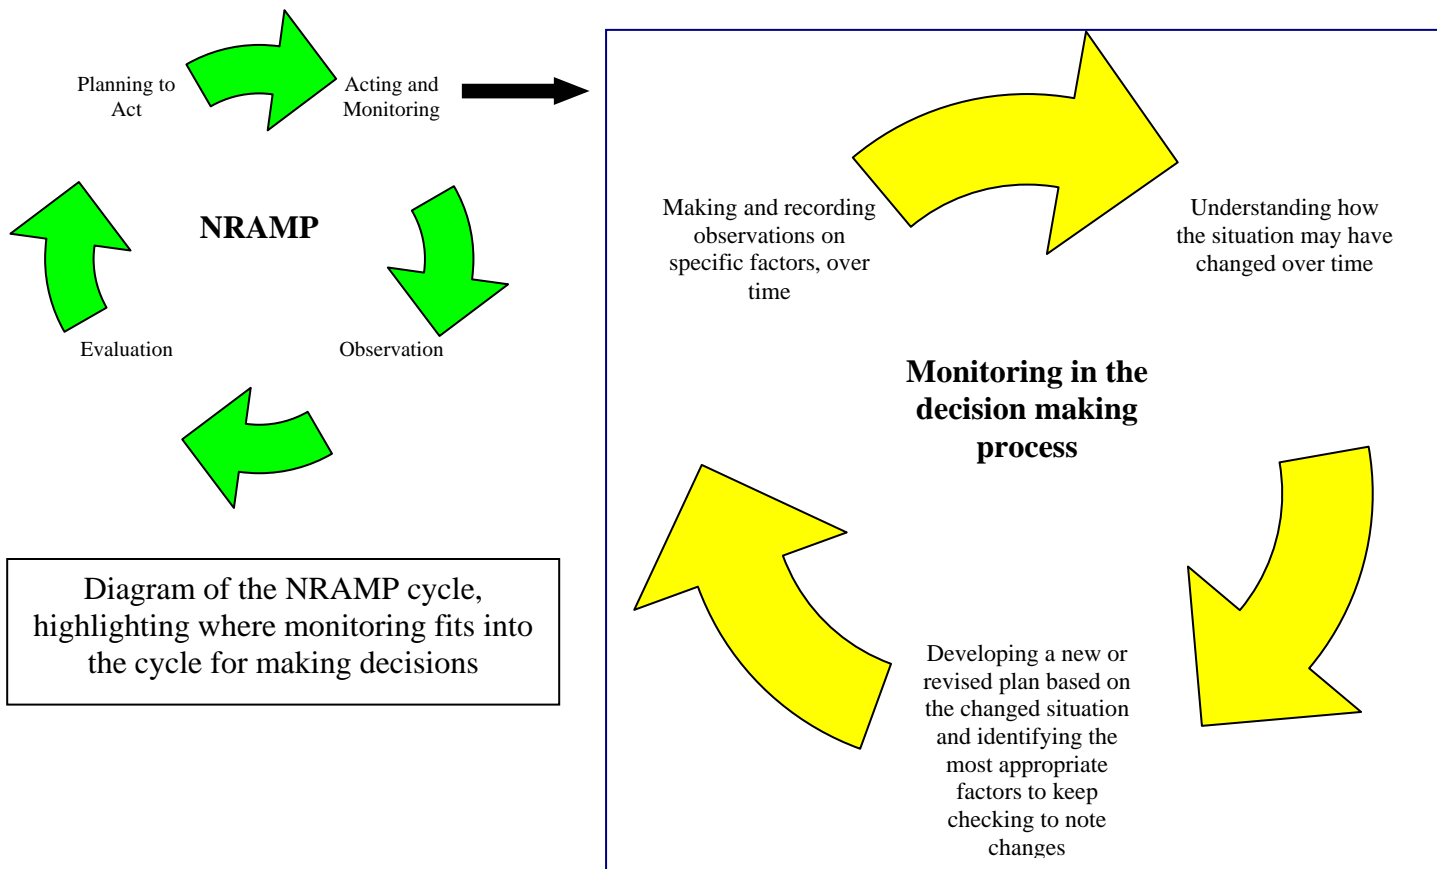 Planning to
Act
Acting and
Monitoring
NRAMP
Evaluation
Observation
Diagram of the NRAMP cycle,
highlighting where monitoring fits into
the cycle for making decisions
Making and recording
observations on
specific factors, over
time
Understanding how
the situation may have
changed over time
Monitoring in the
decision making
process
Developing a new or
revised plan based on
the changed situation
and identifying the
most appropriate
factors to keep
checking to note
changes